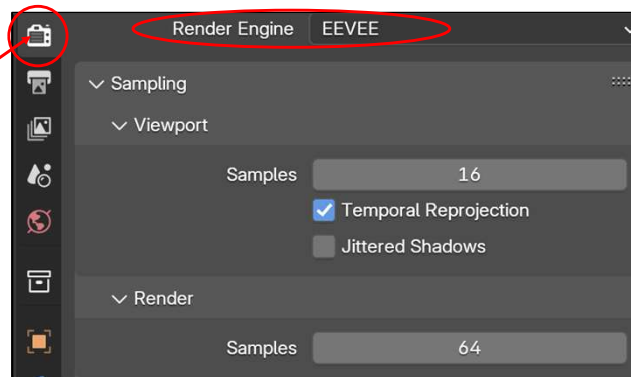 Render Engine EEVEE
Sampling
Viewport
Samples 16
Temporal Reprojection
Jittered Shadows
Render
Samples 64